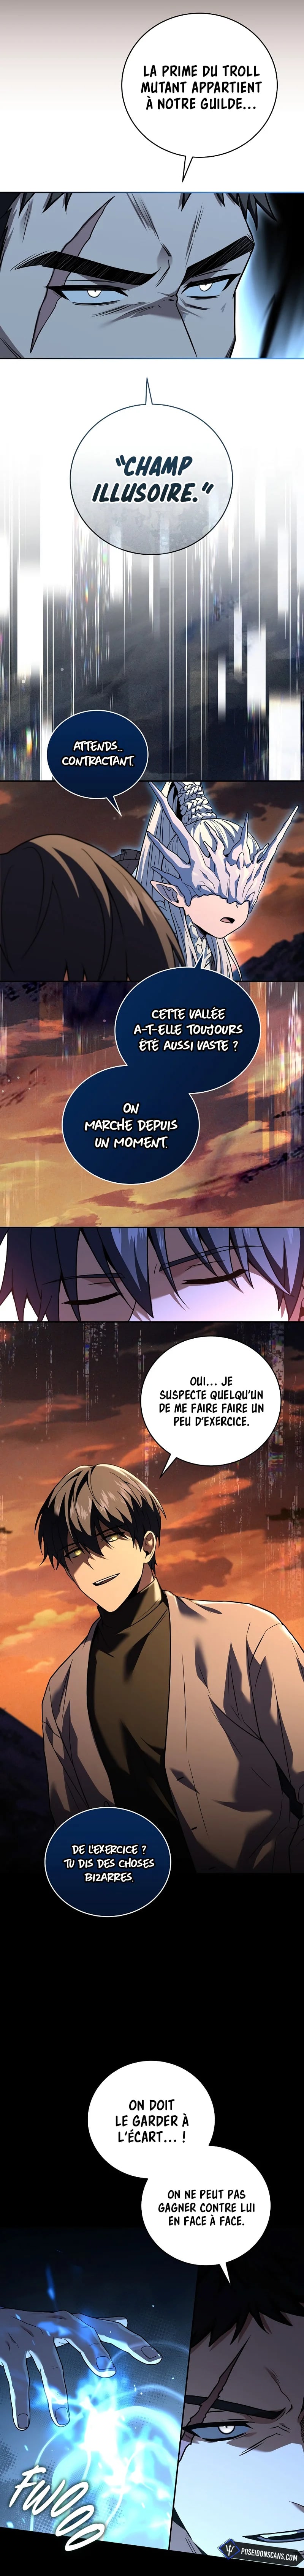 LA PRIME DU TROLL
MUTANT APPARTIENT
À NOTRE GUILDE...
"CHAMP
ILLUSOIRE."
ATTENDS...
CONTRACTANT.
CETTE VALLÉE
A-T-ELLE TOUJOURS
ÉTÉ AUSSI VASTE ?
ON
MARCHE DEPUIS
UN MOMENT.
OUI... JE
SUSPECTE QUELQU'UN
DE ME FAIRE FAIRE UN
PEU D'EXERCICE.
DE L'EXERCICE ?
TU DIS DES CHOSES
BIZARRES.
ON DOIT
LE GARDER À
L'ÉCART... !
ON NE PEUT PAS
GAGNER CONTRE LUI
EN FACE À FACE.
FWOOO
POSEIDONSCANS.COM